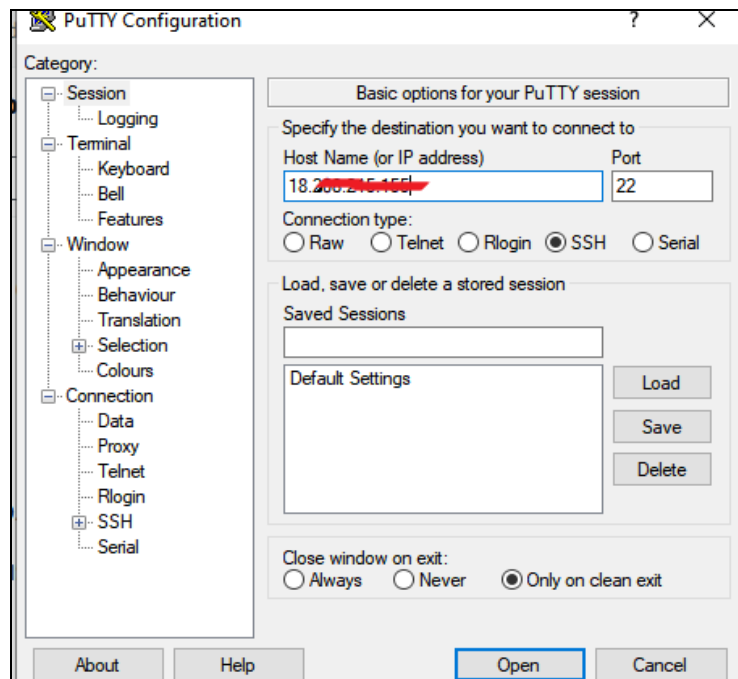 PuTTY Configuration
?
Category:
Session
Logging
Terminal
Keyboard
Bell
Features
Window
Appearance
Behaviour
Translation
Selection
Colours
Connection
Data
Proxy
Telnet
Rlogin
SSH
Serial
Basic options for your PuTTY session
Specify the destination you want to connect to
Host Name (or IP address) Port
18. 22
Connection type:
Raw Telnet Rlogin SSH Serial
Load, save or delete a stored session
Saved Sessions
Default Settings
Load
Save
Delete
Close window on exit:
Always Never Only on clean exit
About Help Open Cancel